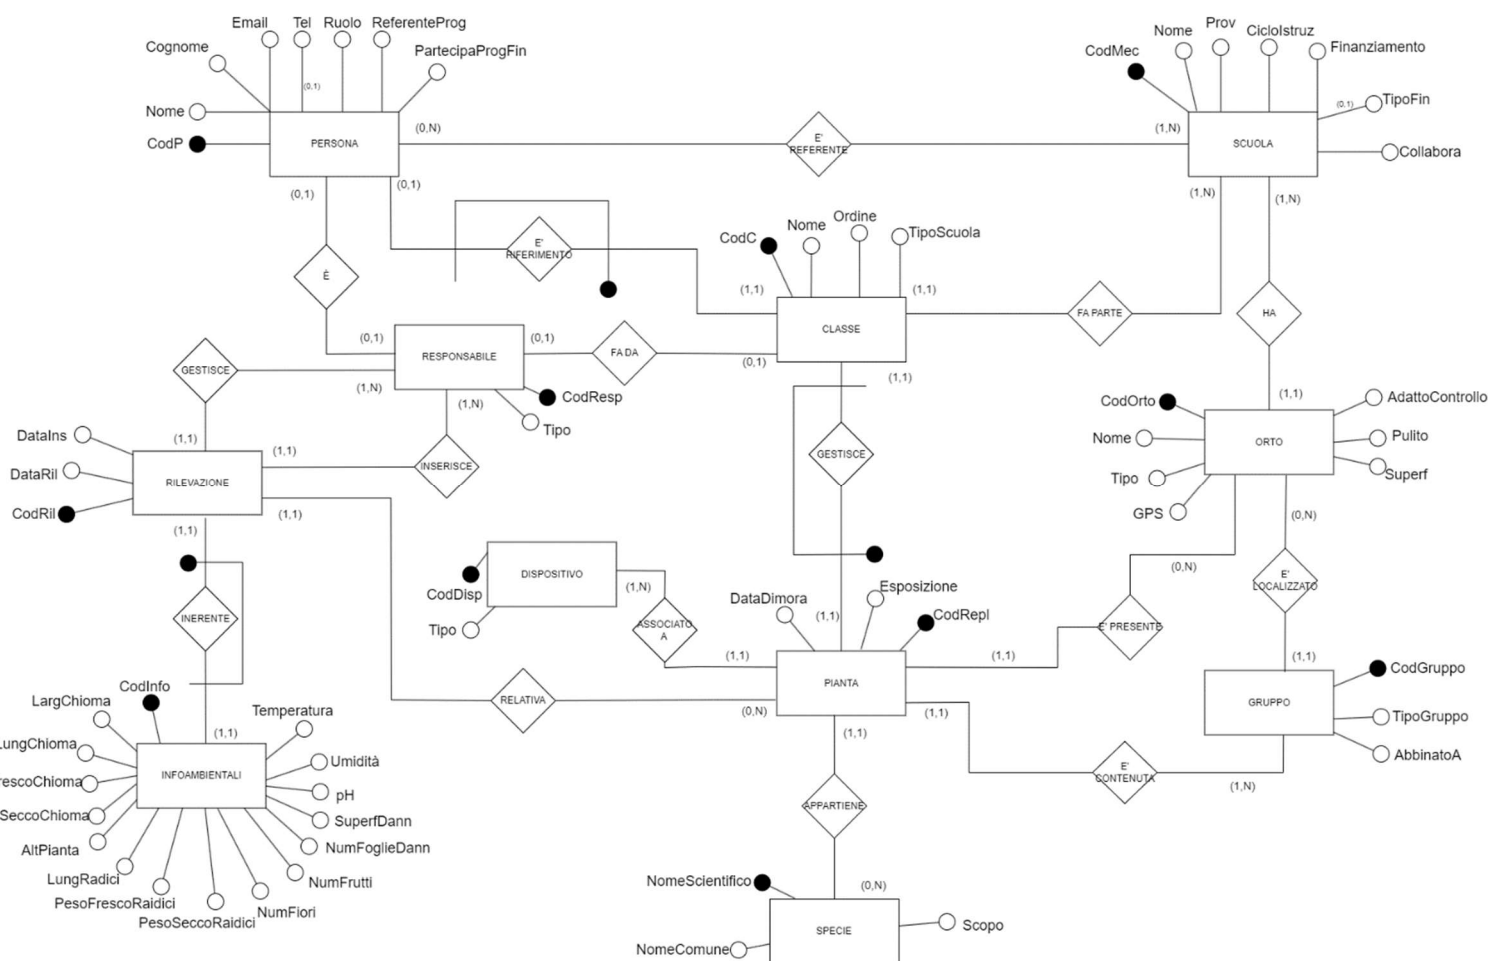 Email
Tel
Ruolo
ReferenteProg
Cognome
PartecipaProgFin
(0,1)
Nome
CodP
PERSONA
(0,N)
(0,1)
(0,1)
E'
REFERENTE
(1,N)
CodMec
Nome
Prov
CicloIstruz
Finanziamento
(0,1)
TipoFin
Collabora
SCUOLA
(1,N)
(1,N)
È
E'
RIFERIMENTO
CodC
Nome
Ordine
TipoScuola
(1,1)
(1,1)
CLASSE
(0,1)
(1,1)
FA PARTE
HA
(0,1)
(0,1)
RESPONSABILE
FA DA
GESTISCE
(1,N)
(1,N)
CodResp
Tipo
(1,1)
CodOrto
AdattoControllo
Nome
ORTO
Pulito
Tipo
Superf
GPS
DataIns
(1,1)
(1,1)
DataRil
RILEVAZIONE
INSERISCE
GESTISCE
CodRil
(1,1)
(1,1)
(0,N)
(0,N)
DISPOSITIVO
CodDisp
(1,N)
Tipo
ASSOCIATO
A
E'
LOCALIZZATO
DataDimora
Esposizione
CodRepl
(1,1)
E' PRESENTE
INERENTE
(1,1)
(1,1)
(1,1)
PIANTA
(0,N)
(1,1)
(1,1)
RELATIVA
CodGruppo
GRUPPO
TipoGruppo
AbbinatoA
CodInfo
LargChioma
Temperatura
(1,1)
LungChioma
INFOAMBIENTALI
Umidità
rescoChioma
pH
SeccoChioma
SuperfDann
AltPianta
NumFoglieDann
LungRadici
NumFrutti
PesoFrescoRaidici
NumFiori
PesoSeccoRaidici
APPARTIENE
E'
CONTENUTA
(1,N)
NomeScientifico
(0,N)
SPECIE
Scopo
NomeComune